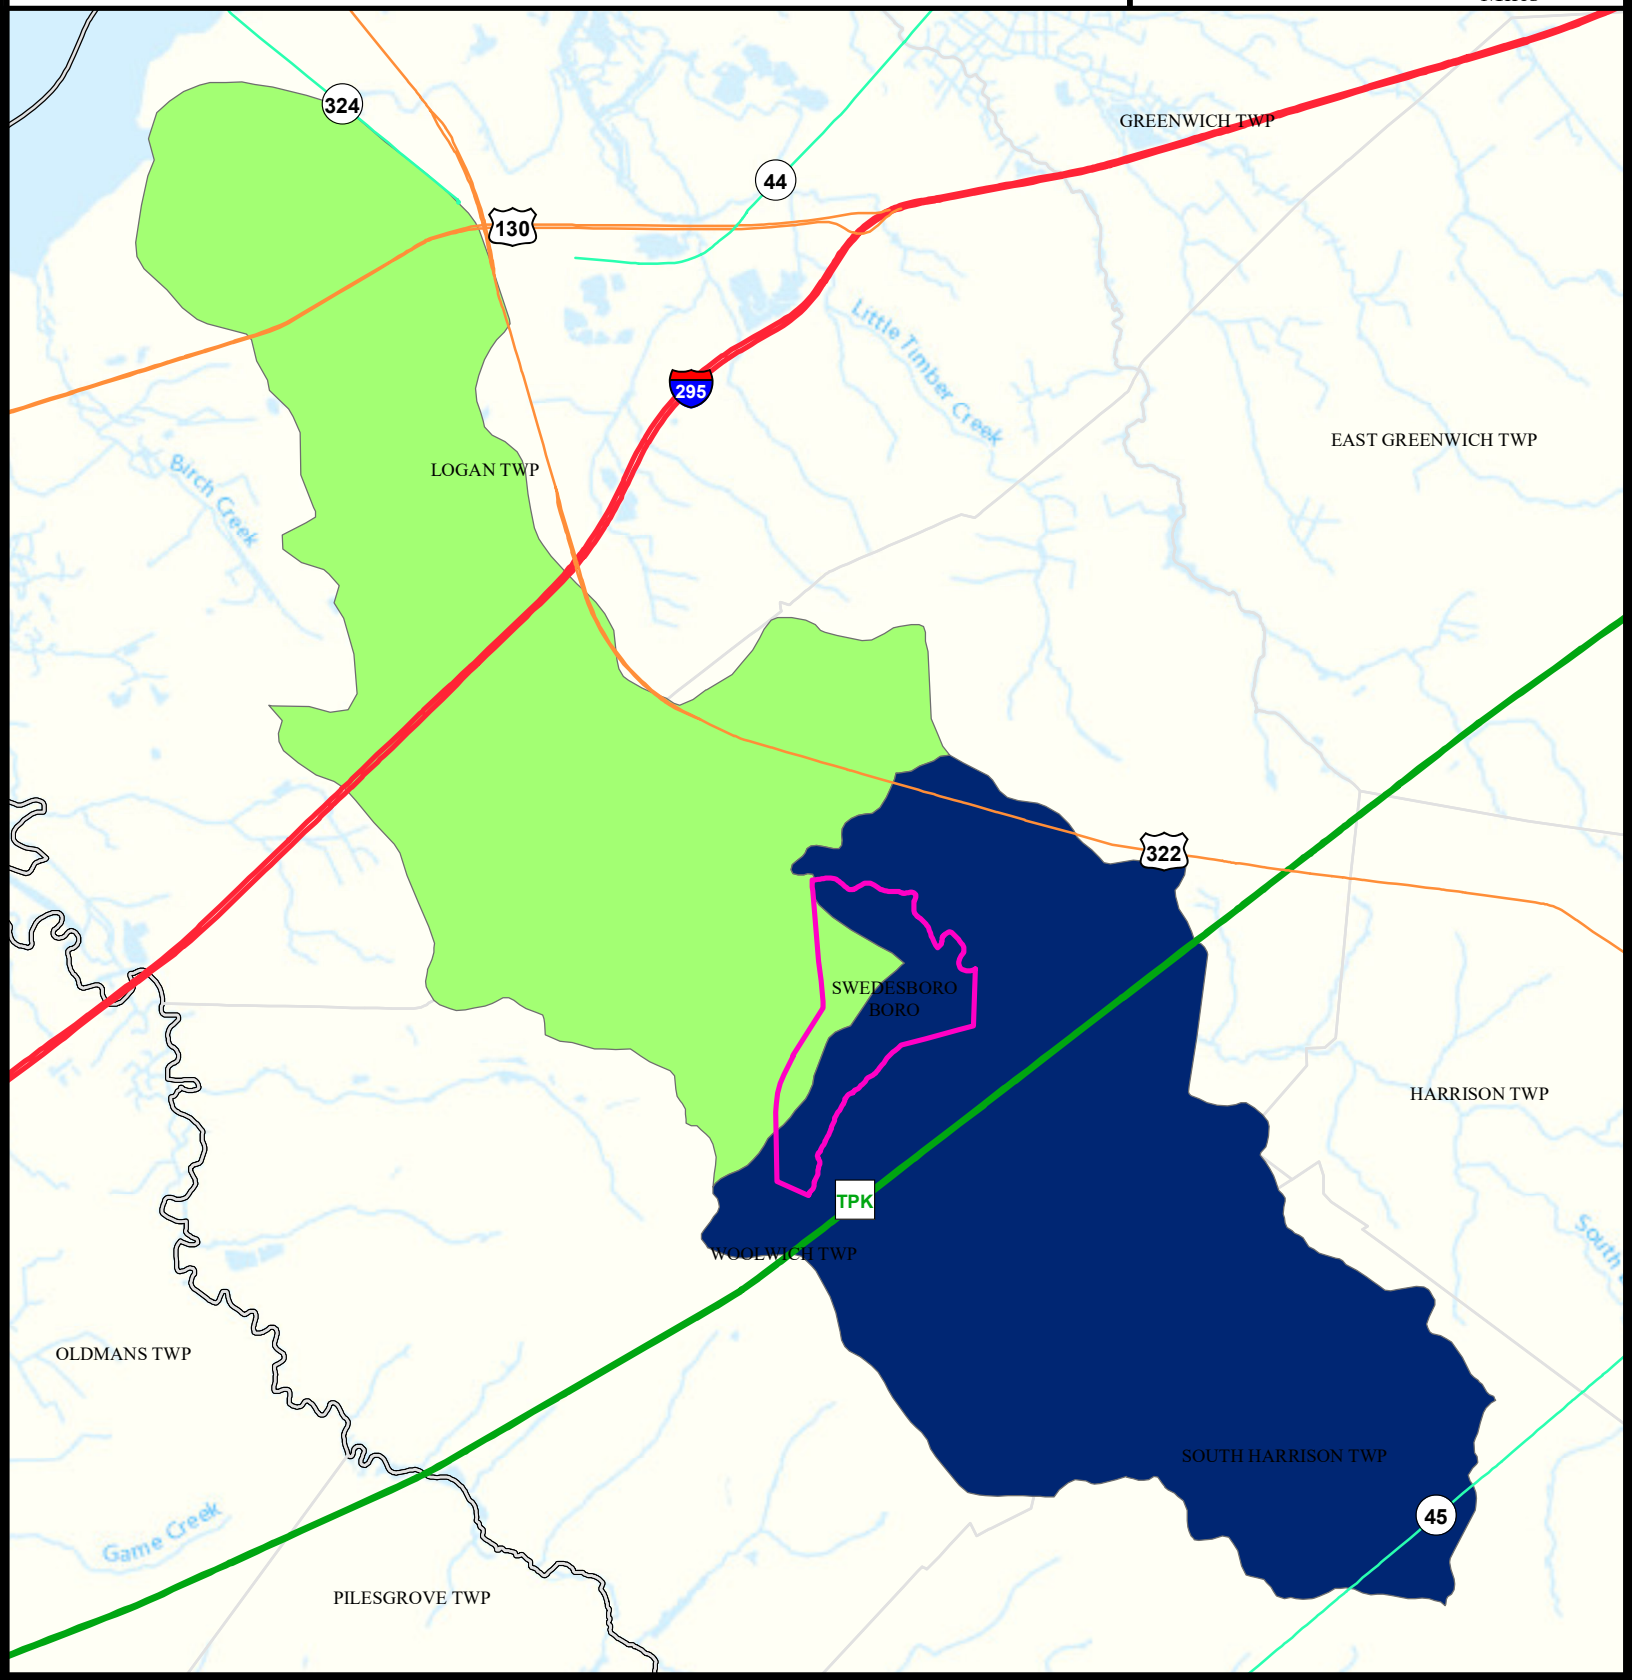 324
GREENWICH TWP
44
130
Little Timber Creek
295
EAST GREENWICH TWP
LOGAN TWP
Birch Creek
322
SWEDESBORO
BORO
HARRISON TWP
TPK
WOOLWICH TWP
South
OLDMANS TWP
SOUTH HARRISON TWP
45
Game Creek
PILESGROVE TWP